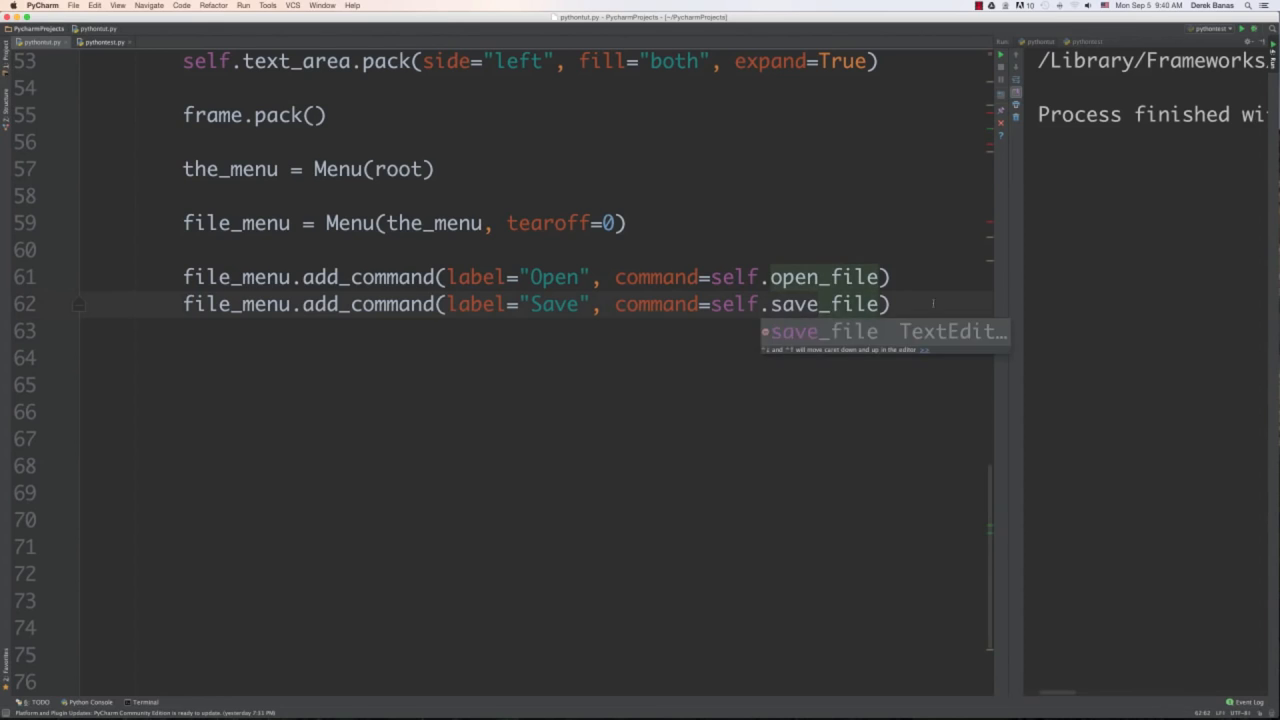 PyCharm File Edit View Navigate Code Refactor Run Tools VCS Window Help 10 Mon Sep 5 9:40 AM Derek Banas
pythontut.py - PycharmProjects - [~/PycharmProjects]
PycharmProjects pythontut.py pythontest
pythontut.py pythontest.py Run: pythontut pythontest
1: Project
7: Structure
2: Favorites
Run
53 self.text_area.pack(side="left", fill="both", expand=True)
54
55 frame.pack()
56
57 the_menu = Menu(root)
58
59 file_menu = Menu(the_menu, tearoff=0)
60
61 file_menu.add_command(label="Open", command=self.open_file)
62 file_menu.add_command(label="Save", command=self.save_file)
63 save_file TextEdit…
^↓ and ^↑ will move caret down and up in the editor >>
64
65
66
67
68
69
70
71
72
73
74
75
76
/Library/Frameworks
Process finished wi
6: TODO Python Console Terminal Event Log
Platform and Plugin Updates: PyCharm Community Edition is ready to update. (yesterday 7:51 PM) 62:62 LF÷ UTF-8÷